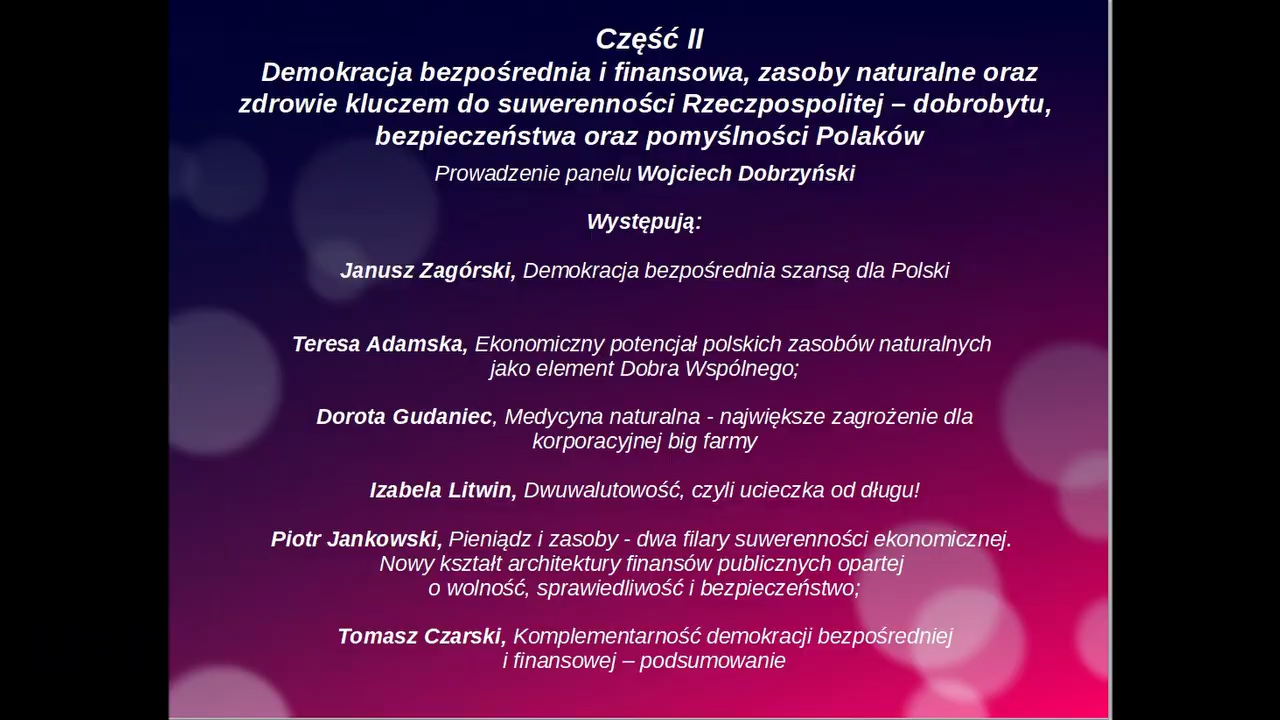 Część II
Demokracja bezpośrednia i finansowa, zasoby naturalne oraz
zdrowie kluczem do suwerenności Rzeczpospolitej – dobrobytu,
bezpieczeństwa oraz pomyślności Polaków
Prowadzenie panelu Wojciech Dobrzyński
Występują:
Janusz Zagórski, Demokracja bezpośrednia szansą dla Polski
Teresa Adamska, Ekonomiczny potencjał polskich zasobów naturalnych
jako element Dobra Wspólnego;
Dorota Gudaniec, Medycyna naturalna - największe zagrożenie dla
korporacyjnej big farmy
Izabela Litwin, Dwuwalutowość, czyli ucieczka od długu!
Piotr Jankowski, Pieniądz i zasoby - dwa filary suwerenności ekonomicznej.
Nowy kształt architektury finansów publicznych opartej
o wolność, sprawiedliwość i bezpieczeństwo;
Tomasz Czarski, Komplementarność demokracji bezpośredniej
i finansowej – podsumowanie